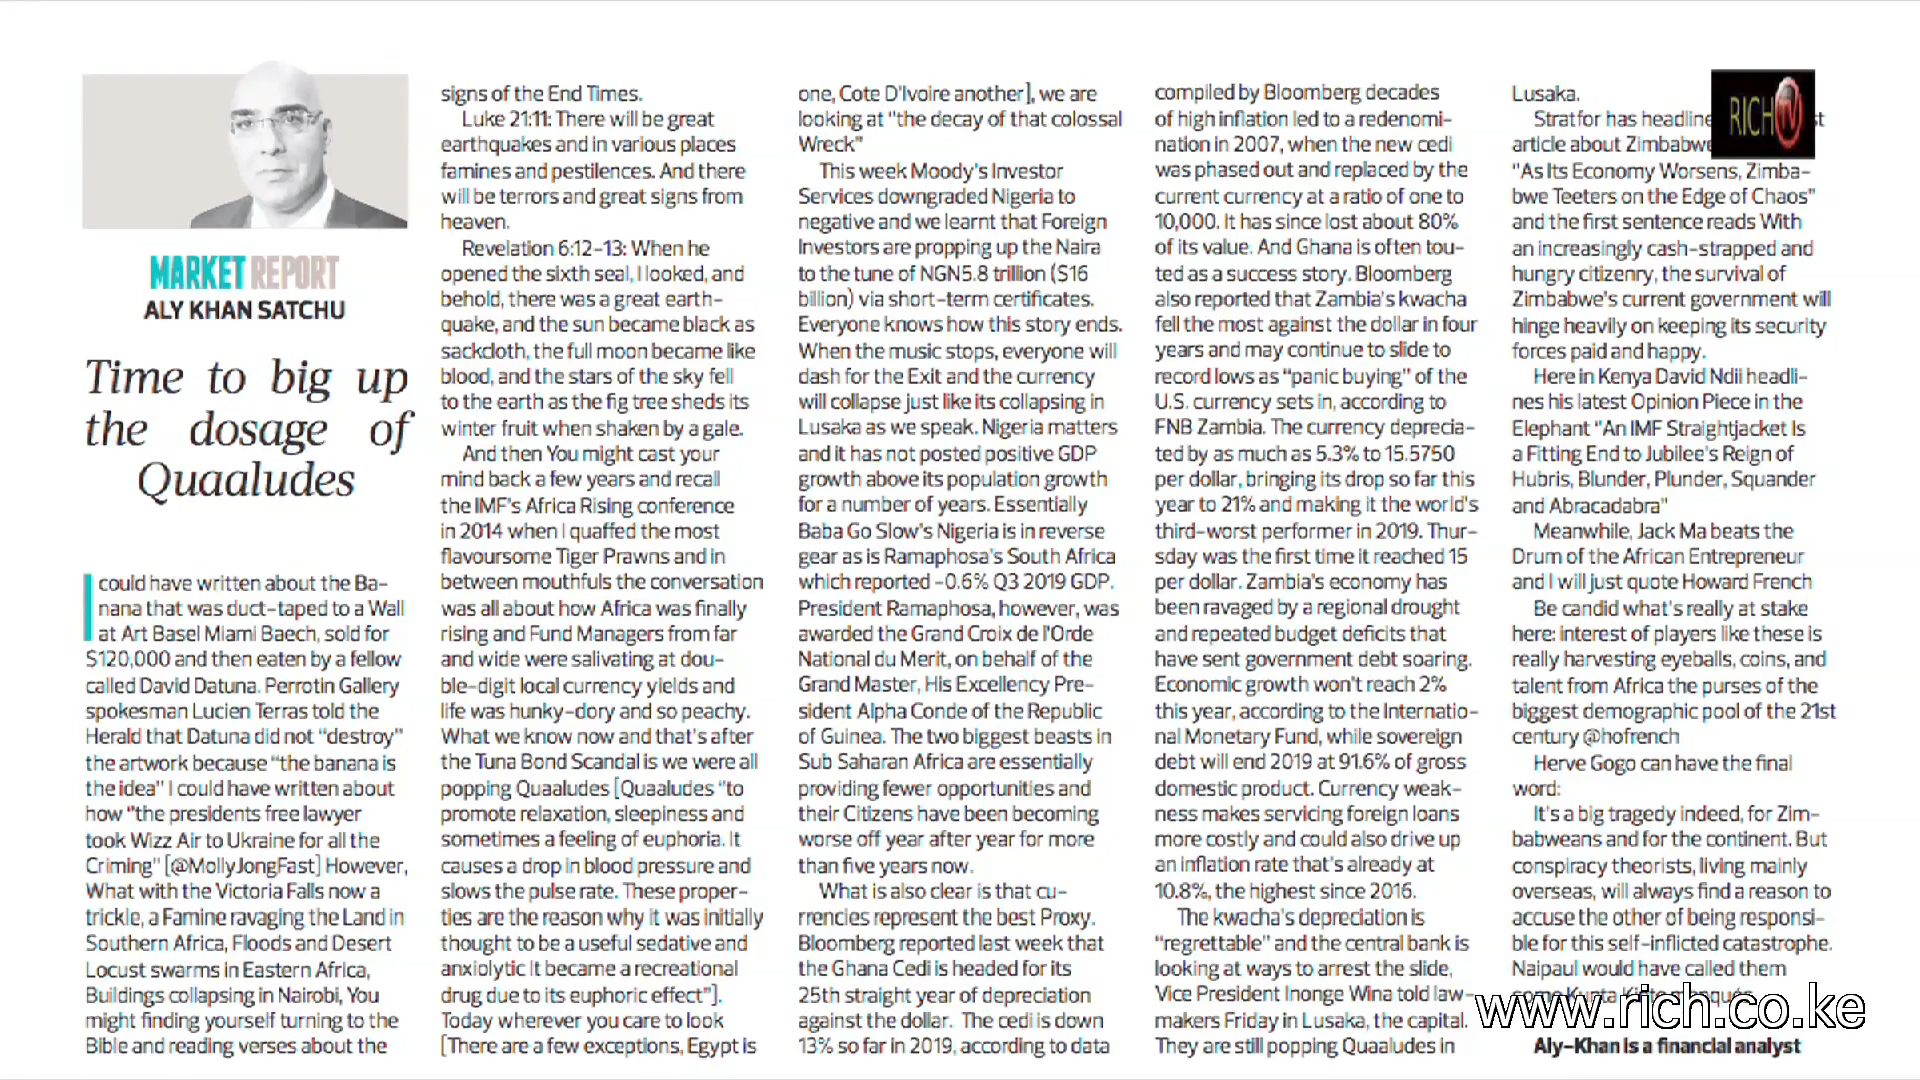 MARKET REPORT
ALY KHAN SATCHU
Time to big up
the dosage of
Quaaludes
I could have written about the Ba-
nana that was duct-taped to a Wall
at Art Basel Miami Baech, sold for
$120,000 and then eaten by a fellow
called David Datuna. Perrotin Gallery
spokesman Lucien Terras told the
Herald that Datuna did not "destroy"
the artwork because "the banana is
the idea" I could have written about
how "the presidents free lawyer
took Wizz Air to Ukraine for all the
Criming" [@MollyJongFast] However,
What with the Victoria Falls now a
trickle, a Famine ravaging the Land in
Southern Africa, Floods and Desert
Locust swarms in Eastern Africa,
Buildings collapsing in Nairobi, You
might finding yourself turning to the
Bible and reading verses about the
signs of the End Times.
Luke 21:11: There will be great
earthquakes and in various places
famines and pestilences. And there
will be terrors and great signs from
heaven.
Revelation 6:12-13: When he
opened the sixth seal, I looked, and
behold, there was a great earth-
quake, and the sun became black as
sackcloth, the full moon became like
blood, and the stars of the sky fell
to the earth as the fig tree sheds its
winter fruit when shaken by a gale.
And then You might cast your
mind back a few years and recall
the IMF's Africa Rising conference
in 2014 when I quaffed the most
flavoursome Tiger Prawns and in
between mouthfuls the conversation
was all about how Africa was finally
rising and Fund Managers from far
and wide were salivating at dou-
ble-digit local currency yields and
life was hunky-dory and so peachy.
What we know now and that's after
the Tuna Bond Scandal is we were all
popping Quaaludes [Quaaludes "to
promote relaxation, sleepiness and
sometimes a feeling of euphoria. It
causes a drop in blood pressure and
slows the pulse rate. These proper-
ties are the reason why it was initially
thought to be a useful sedative and
anxiolytic It became a recreational
drug due to its euphoric effect"].
Today wherever you care to look
[There are a few exceptions, Egypt is
one, Cote D'Ivoire another], we are
looking at "the decay of that colossal
Wreck"
This week Moody's Investor
Services downgraded Nigeria to
negative and we learnt that Foreign
Investors are propping up the Naira
to the tune of NGN5.8 trillion ($16
billion) via short-term certificates.
Everyone knows how this story ends.
When the music stops, everyone will
dash for the Exit and the currency
will collapse just like its collapsing in
Lusaka as we speak. Nigeria matters
and it has not posted positive GDP
growth above its population growth
for a number of years. Essentially
Baba Go Slow's Nigeria is in reverse
gear as is Ramaphosa's South Africa
which reported -0.6% Q3 2019 GDP.
President Ramaphosa, however, was
awarded the Grand Croix de l'Orde
National du Merit, on behalf of the
Grand Master, His Excellency Pre-
sident Alpha Conde of the Republic
of Guinea. The two biggest beasts in
Sub Saharan Africa are essentially
providing fewer opportunities and
their Citizens have been becoming
worse off year after year for more
than five years now.
What is also clear is that cu-
rrencies represent the best Proxy.
Bloomberg reported last week that
the Ghana Cedi is headed for its
25th straight year of depreciation
against the dollar. The cedi is down
13% so far in 2019, according to data
compiled by Bloomberg decades
of high inflation led to a redenomi-
nation in 2007, when the new cedi
was phased out and replaced by the
current currency at a ratio of one to
10,000. It has since lost about 80%
of its value. And Ghana is often tou-
ted as a success story. Bloomberg
also reported that Zambia's kwacha
fell the most against the dollar in four
years and may continue to slide to
record lows as "panic buying" of the
U.S. currency sets in, according to
FNB Zambia. The currency deprecia-
ted by as much as 5.3% to 15.5750
per dollar, bringing its drop so far this
year to 21% and making it the world's
third-worst performer in 2019. Thur-
sday was the first time it reached 15
per dollar. Zambia's economy has
been ravaged by a regional drought
and repeated budget deficits that
have sent government debt soaring.
Economic growth won't reach 2%
this year, according to the Internatio-
nal Monetary Fund, while sovereign
debt will end 2019 at 91.6% of gross
domestic product. Currency weak-
ness makes servicing foreign loans
more costly and could also drive up
an inflation rate that's already at
10.8%, the highest since 2016.
The kwacha's depreciation is
"regrettable" and the central bank is
looking at ways to arrest the slide,
Vice President Inonge Wina told law-
makers Friday in Lusaka, the capital.
They are still popping Quaaludes in
Lusaka.
Stratfor has
article about
"As Its Economy Worsens, Zimba-
bwe Teeters on the Edge of Chaos"
and the first sentence reads With
an increasingly cash-strapped and
hungry citizenry, the survival of
Zimbabwe's current government will
hinge heavily on keeping its security
forces paid and happy.
Here in Kenya David Ndii headli-
nes his latest Opinion Piece in the
Elephant "An IMF Straightjacket Is
a Fitting End to Jubilee's Reign of
Hubris, Blunder, Plunder, Squander
and Abracadabra"
Meanwhile, Jack Ma beats the
Drum of the African Entrepreneur
and I will just quote Howard French
Be candid what's really at stake
here: interest of players like these is
really harvesting eyeballs, coins, and
talent from Africa the purses of the
biggest demographic pool of the 21st
century @hofrench
Herve Gogo can have the final
word:
It's a big tragedy indeed, for Zim-
babweans and for the continent. But
conspiracy theorists, living mainly
overseas, will always find a reason to
accuse the other of being responsi-
ble for this self-inflicted catastrophe.
Naipaul would have called them
Aly-Khan is a financial analyst
RICH TV
www.rich.co.ke